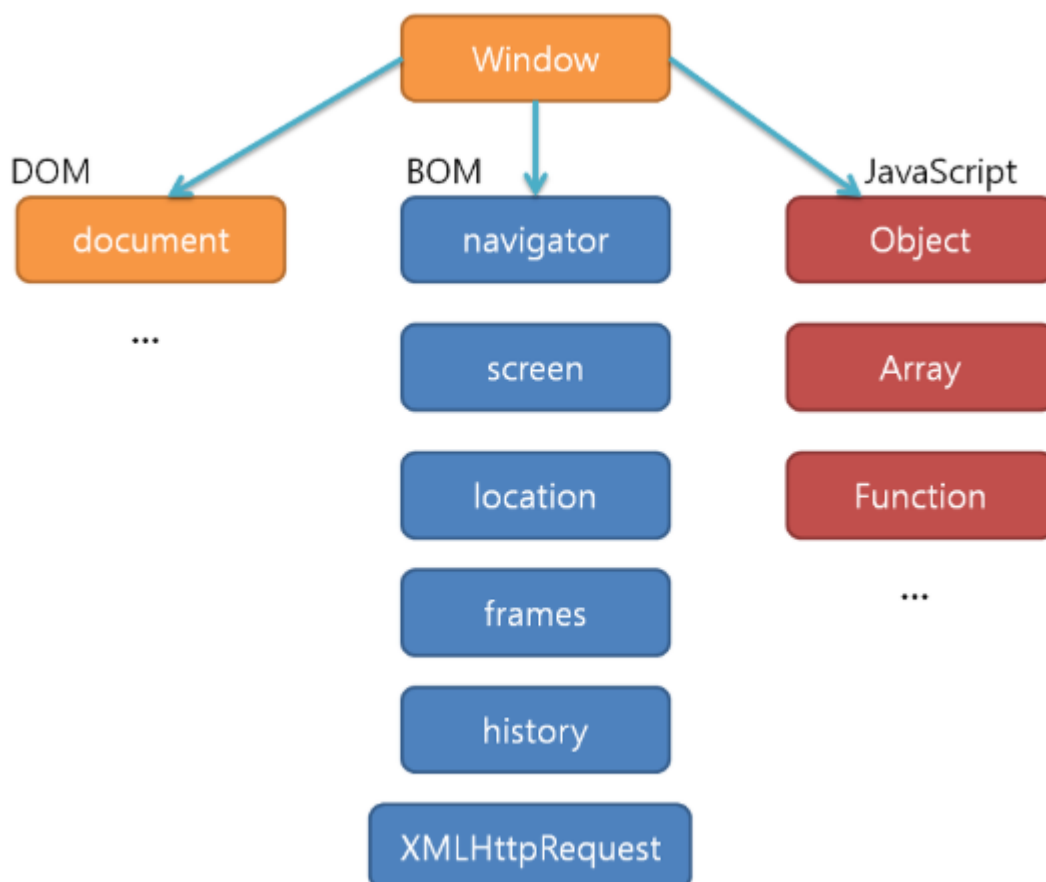 Window
DOM
document
...
BOM
navigator
screen
location
frames
history
XMLHttpRequest
JavaScript
Object
Array
Function
...